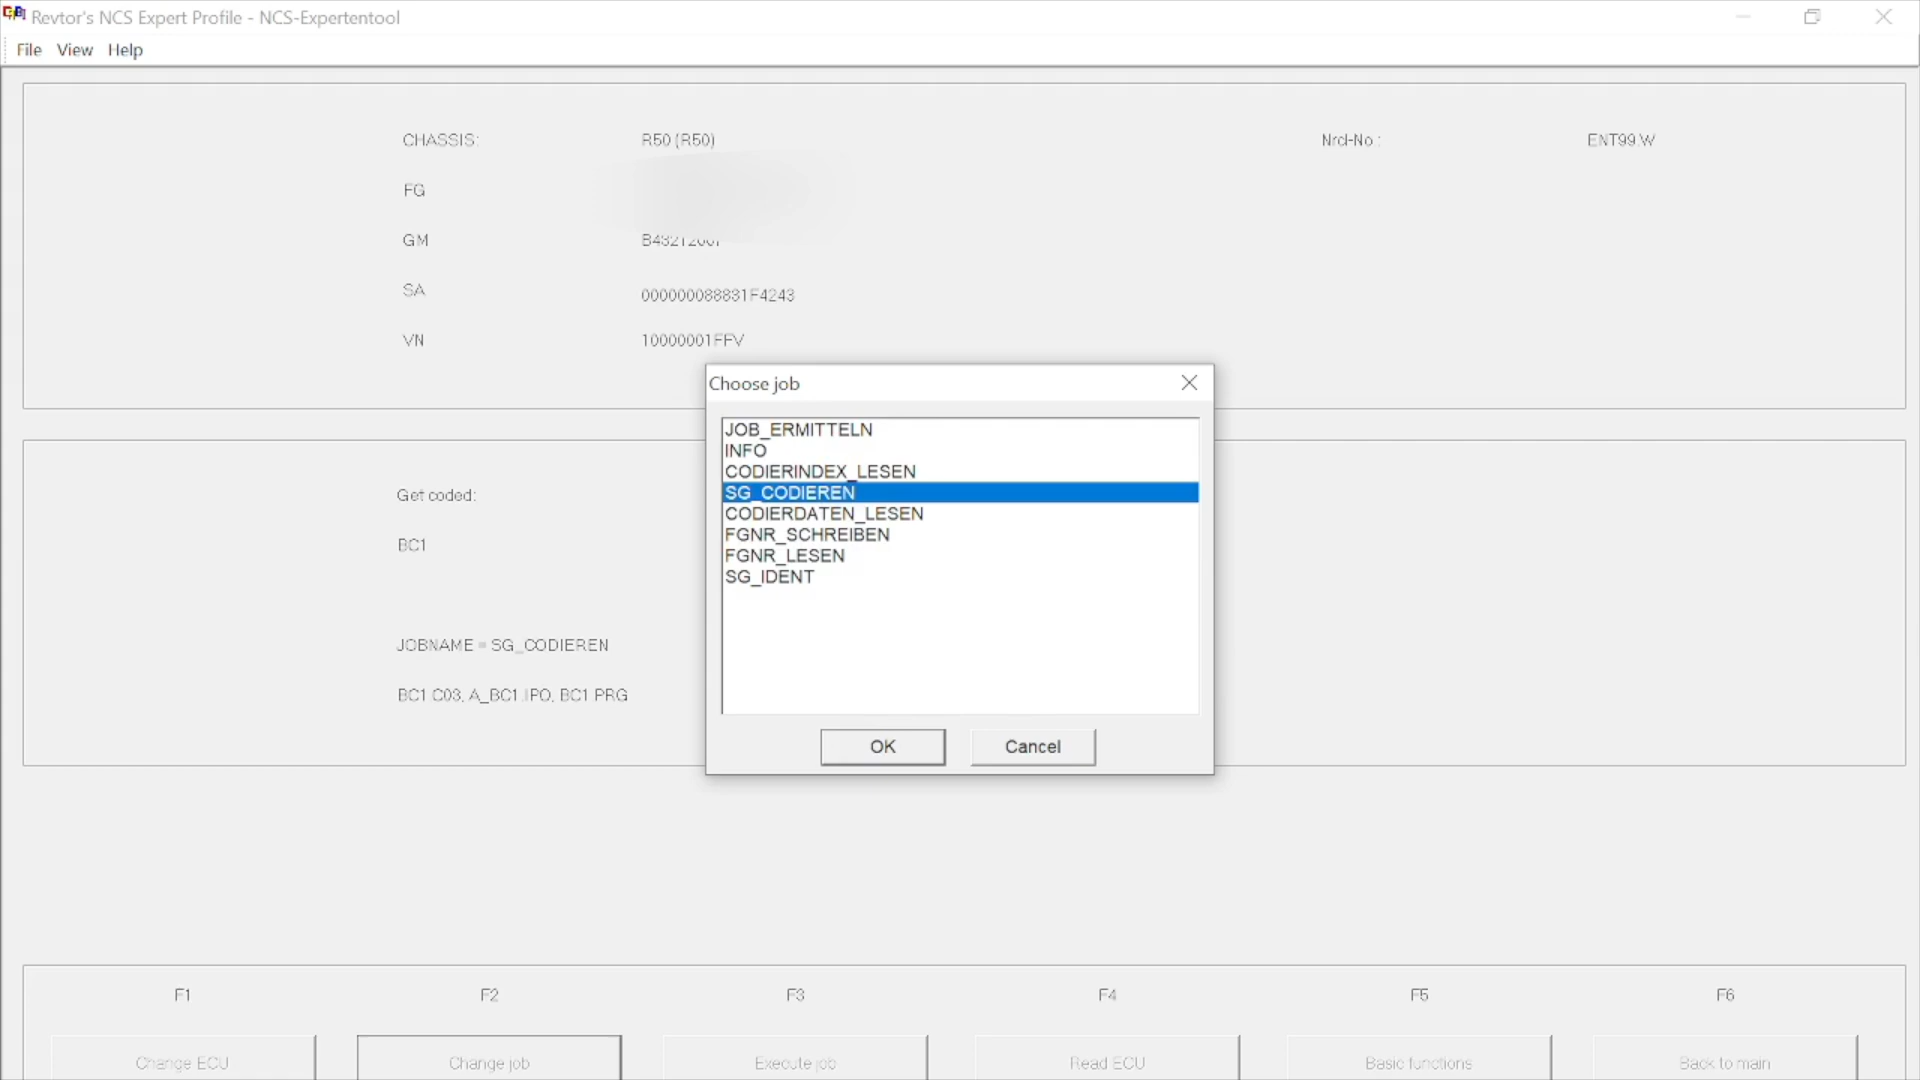 Revtor's NCS Expert Profile - NCS-Expertentool
File View Help
CHASSIS: R50 (R50) Nrcl-No : ENT99.W
FG
GM
SA 000000088831F4243
VN 10000001FFV
Choose job
JOB_ERMITTELN
INFO
CODIERINDEX_LESEN
SG_CODIEREN
CODIERDATEN_LESEN
FGNR_SCHREIBEN
FGNR_LESEN
SG_IDENT
OK Cancel
Get coded:
BC1
JOBNAME = SG_CODIEREN
BC1.C03, A_BC1.IPO, BC1.PRG
F1 F2 F3 F4 F5 F6
Change ECU Change job Execute job Read ECU Basic functions Back to main